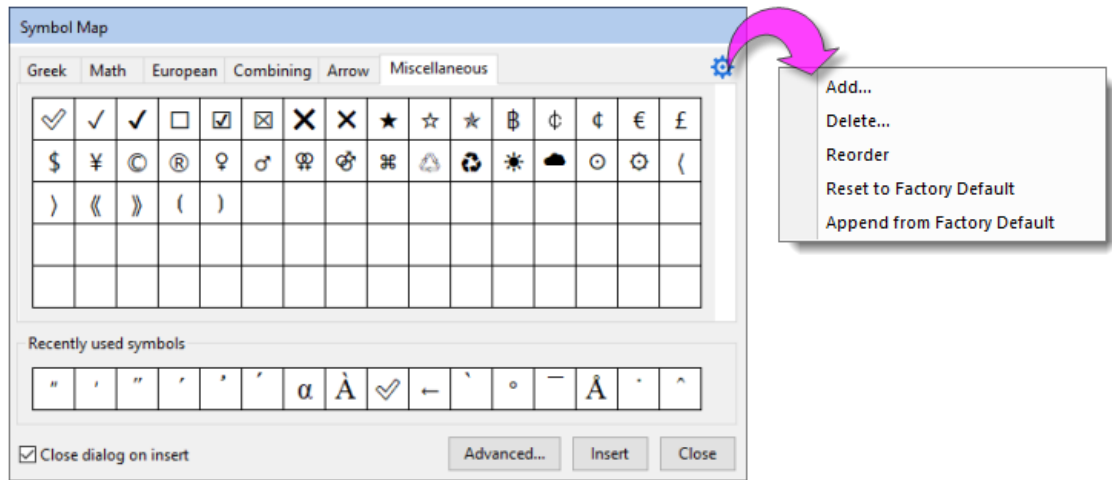 Symbol Map
Greek Math European Combining Arrow Miscellaneous
✓ ✔ ☐ ☑ ☒ ★ ☆ ฿ ¢ € £
$ ¥ © ® ♀ ♂ ⚢ ⚣ ⌘ ♻ ☀ ☁ ⊙ ⟨
⟩ ⟪ ⟫ ( )
Recently used symbols
α À ← ` ° Å ˙ ˆ
Close dialog on insert
Advanced... Insert Close
Add...
Delete...
Reorder
Reset to Factory Default
Append from Factory Default